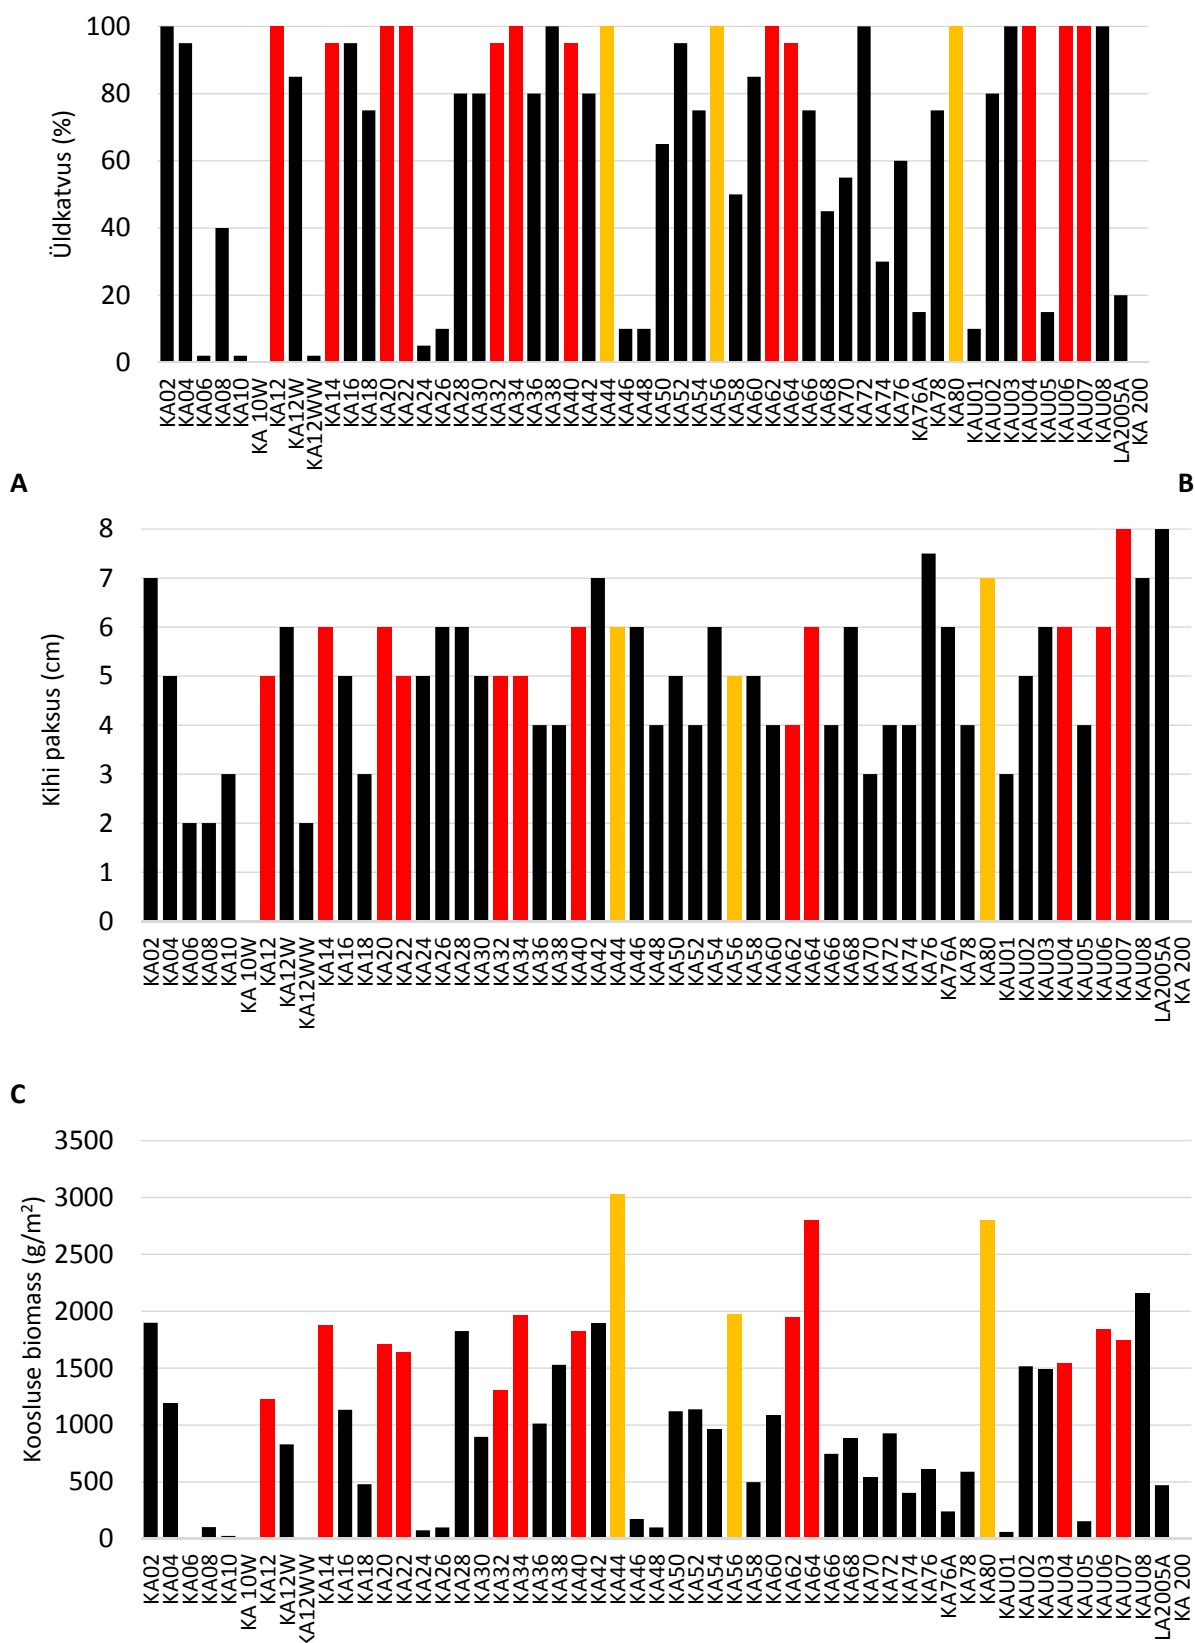 Üldkatvus (%)
100
80
60
40
20
0
KA02
KA04
KA06
KA08
KA10
KA 10W
KA12
KA12W
KA12WW
KA14
KA16
KA18
KA20
KA22
KA24
KA26
KA28
KA30
KA32
KA34
KA36
KA38
KA40
KA42
KA44
KA46
KA48
KA50
KA52
KA54
KA56
KA58
KA60
KA62
KA64
KA66
KA68
KA70
KA72
KA74
KA76
KA76A
KA78
KA80
KAU01
KAU02
KAU03
KAU04
KAU05
KAU06
KAU07
KAU08
LA2005A
KA 200
A
B
Kihi paksus (cm)
8
7
6
5
4
3
2
1
0
KA02
KA04
KA06
KA08
KA10
KA 10W
KA12
KA12W
KA12WW
KA14
KA16
KA18
KA20
KA22
KA24
KA26
KA28
KA30
KA32
KA34
KA36
KA38
KA40
KA42
KA44
KA46
KA48
KA50
KA52
KA54
KA56
KA58
KA60
KA62
KA64
KA66
KA68
KA70
KA72
KA74
KA76
KA76A
KA78
KA80
KAU01
KAU02
KAU03
KAU04
KAU05
KAU06
KAU07
KAU08
LA2005A
KA 200
C
Koosluse biomass (g/m²)
3500
3000
2500
2000
1500
1000
500
0
KA02
KA04
KA06
KA08
KA10
KA 10W
KA12
KA12W
KA12WW
KA14
KA16
KA18
KA20
KA22
KA24
KA26
KA28
KA30
KA32
KA34
KA36
KA38
KA40
KA42
KA44
KA46
KA48
KA50
KA52
KA54
KA56
KA58
KA60
KA62
KA64
KA66
KA68
KA70
KA72
KA74
KA76
KA76A
KA78
KA80
KAU01
KAU02
KAU03
KAU04
KAU05
KAU06
KAU07
KAU08
LA2005A
KA 200